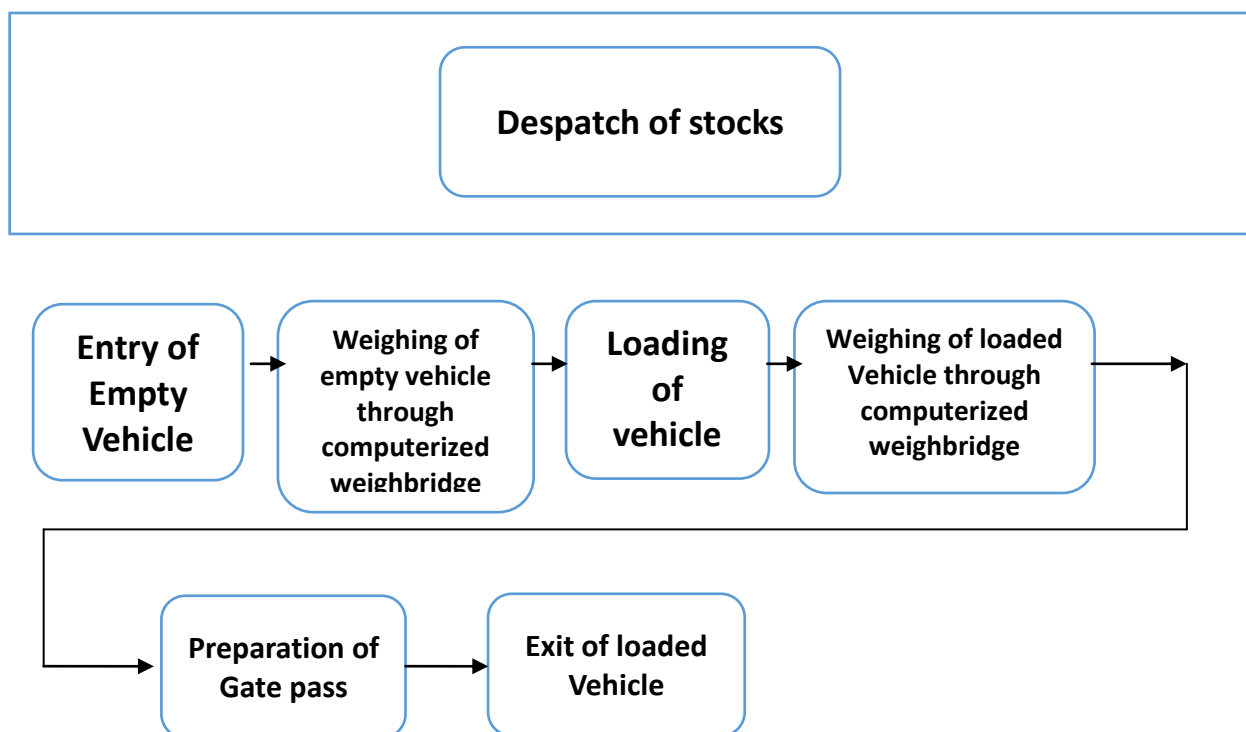 Despatch of stocks
Entry of
Empty
Vehicle
Weighing of
empty vehicle
through
computerized
weighbridge
Loading
of
vehicle
Weighing of loaded
Vehicle through
computerized
weighbridge
Preparation of
Gate pass
Exit of loaded
Vehicle